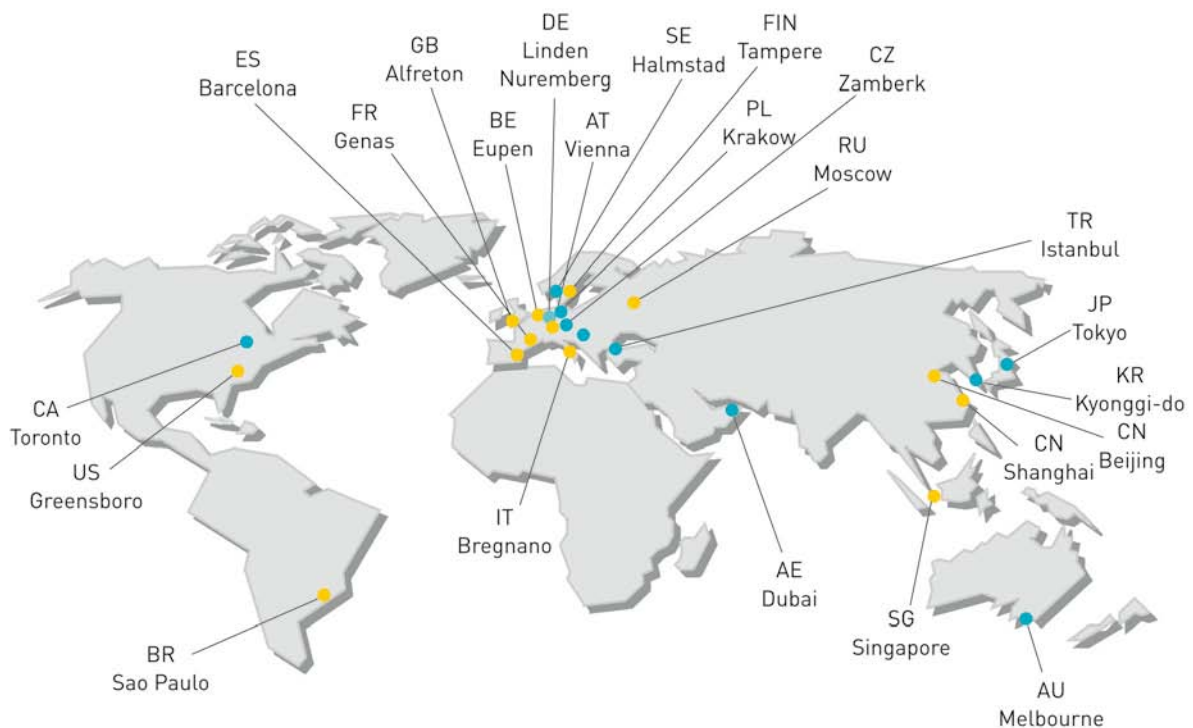 ES
Barcelona
FR
Genas
GB
Alfreton
BE
Eupen
DE
Linden
Nuremberg
AT
Vienna
SE
Halmstad
FIN
Tampere
PL
Krakow
CZ
Zamberk
RU
Moscow
TR
Istanbul
JP
Tokyo
KR
Kyonggi-do
CN
Beijing
CN
Shanghai
CA
Toronto
US
Greensboro
IT
Bregnano
AE
Dubai
SG
Singapore
BR
Sao Paulo
AU
Melbourne